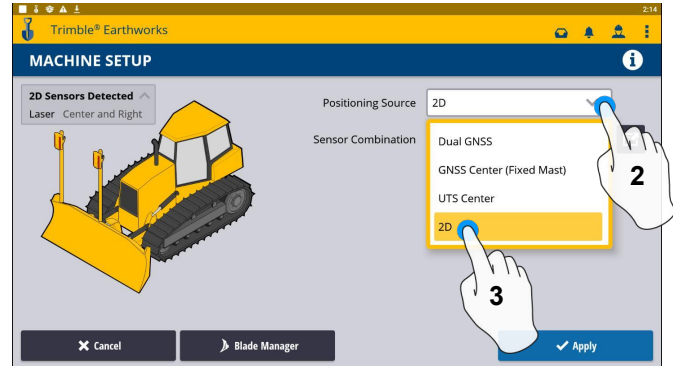 2:14
Trimble® Earthworks
MACHINE SETUP
2D Sensors Detected
Laser Center and Right
Positioning Source 2D
Sensor Combination
Dual GNSS
GNSS Center (Fixed Mast)
UTS Center
2D
2
3
Cancel
Blade Manager
Apply